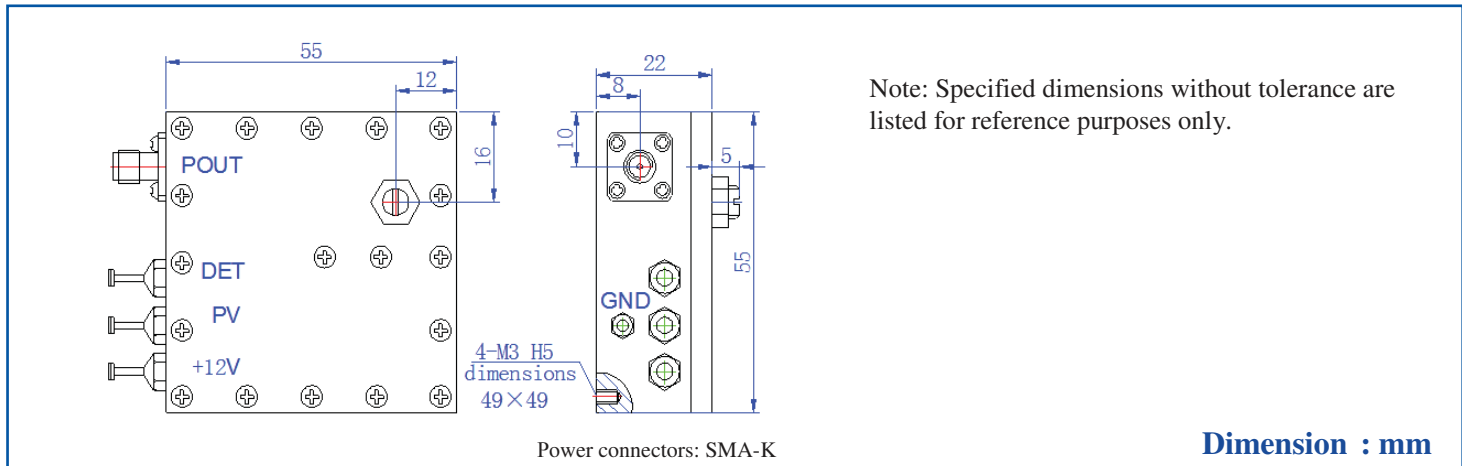 55
12
16
POUT
DET
PV
+12V
22
8
10
5
55
GND
4-M3 H5
dimensions
49×49
Power connectors: SMA-K
Note: Specified dimensions without tolerance are
listed for reference purposes only.
Dimension : mm